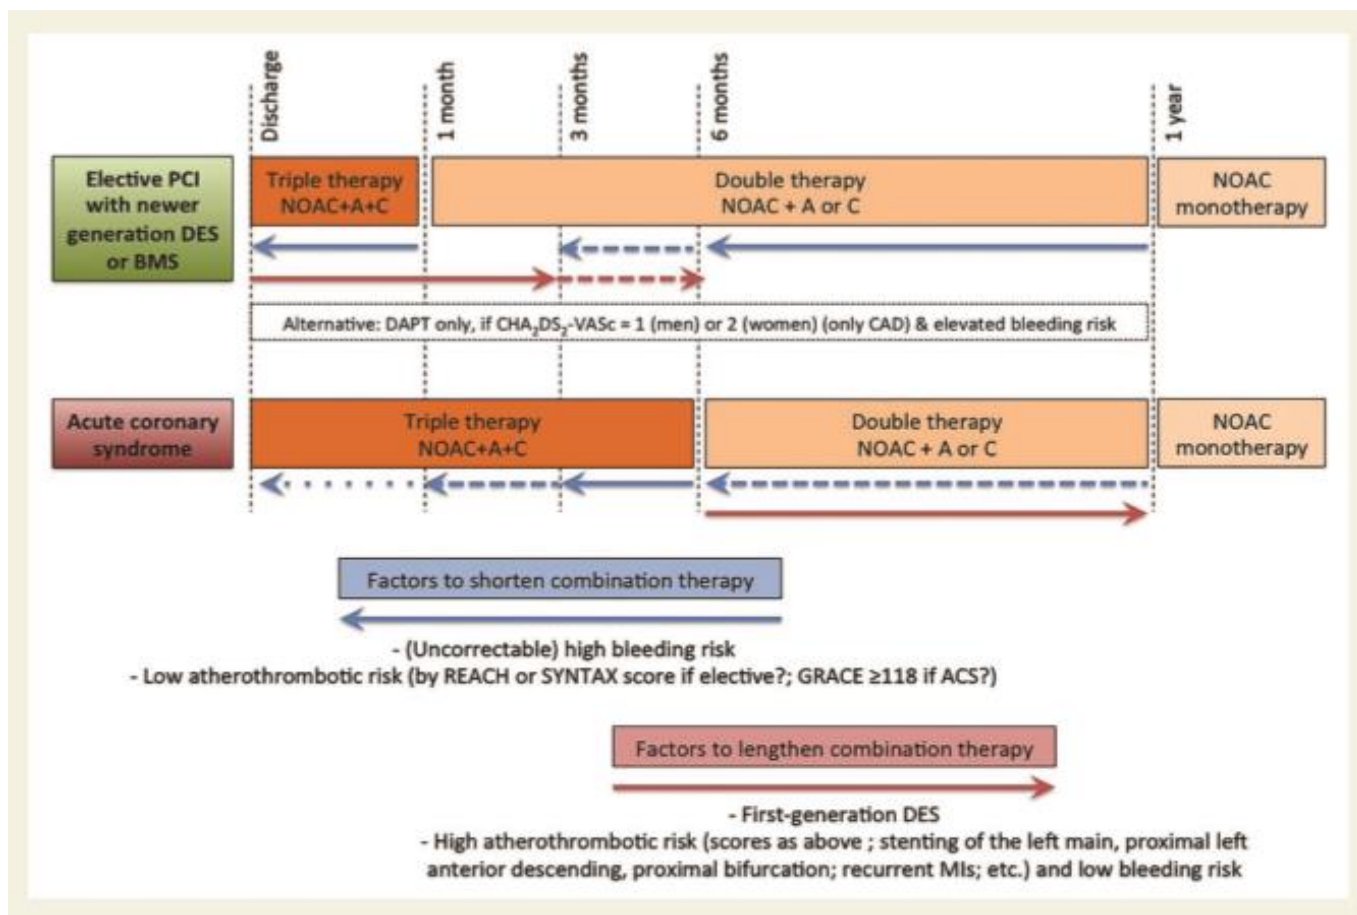 Discharge
1 month
3 months
6 months
1 year
Elective PCI
with newer
generation DES
or BMS
Triple therapy
NOAC+A+C
Double therapy
NOAC + A or C
NOAC
monotherapy
Alternative: DAPT only, if CHA₂DS₂-VASc = 1 (men) or 2 (women) (only CAD) & elevated bleeding risk
Acute coronary
syndrome
Triple therapy
NOAC+A+C
Double therapy
NOAC + A or C
NOAC
monotherapy
Factors to shorten combination therapy
- (Uncorrectable) high bleeding risk
- Low atherothrombotic risk (by REACH or SYNTAX score if elective?; GRACE ≥118 if ACS?)
Factors to lengthen combination therapy
- First-generation DES
- High atherothrombotic risk (scores as above ; stenting of the left main, proximal left
anterior descending, proximal bifurcation; recurrent MIs; etc.) and low bleeding risk